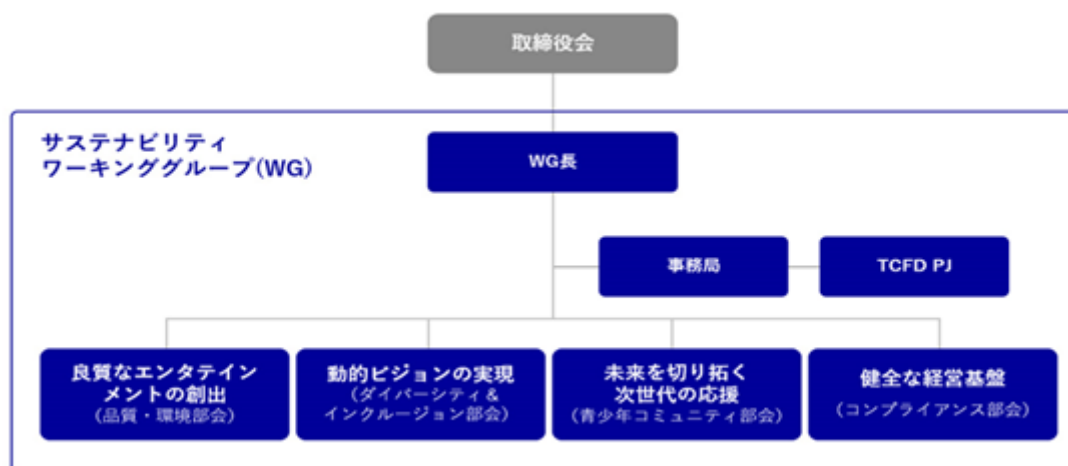 取締役会
サステナビリティ
ワーキンググループ(WG)
WG長
事務局
TCFD PJ
良質なエンタテイン
メントの創出
(品質・環境部会)
動的ビジョンの実現
(ダイバーシティ&
インクルージョン部会)
未来を切り拓く
次世代の応援
(青少年コミュニティ部会)
健全な経営基盤
(コンプライアンス部会)